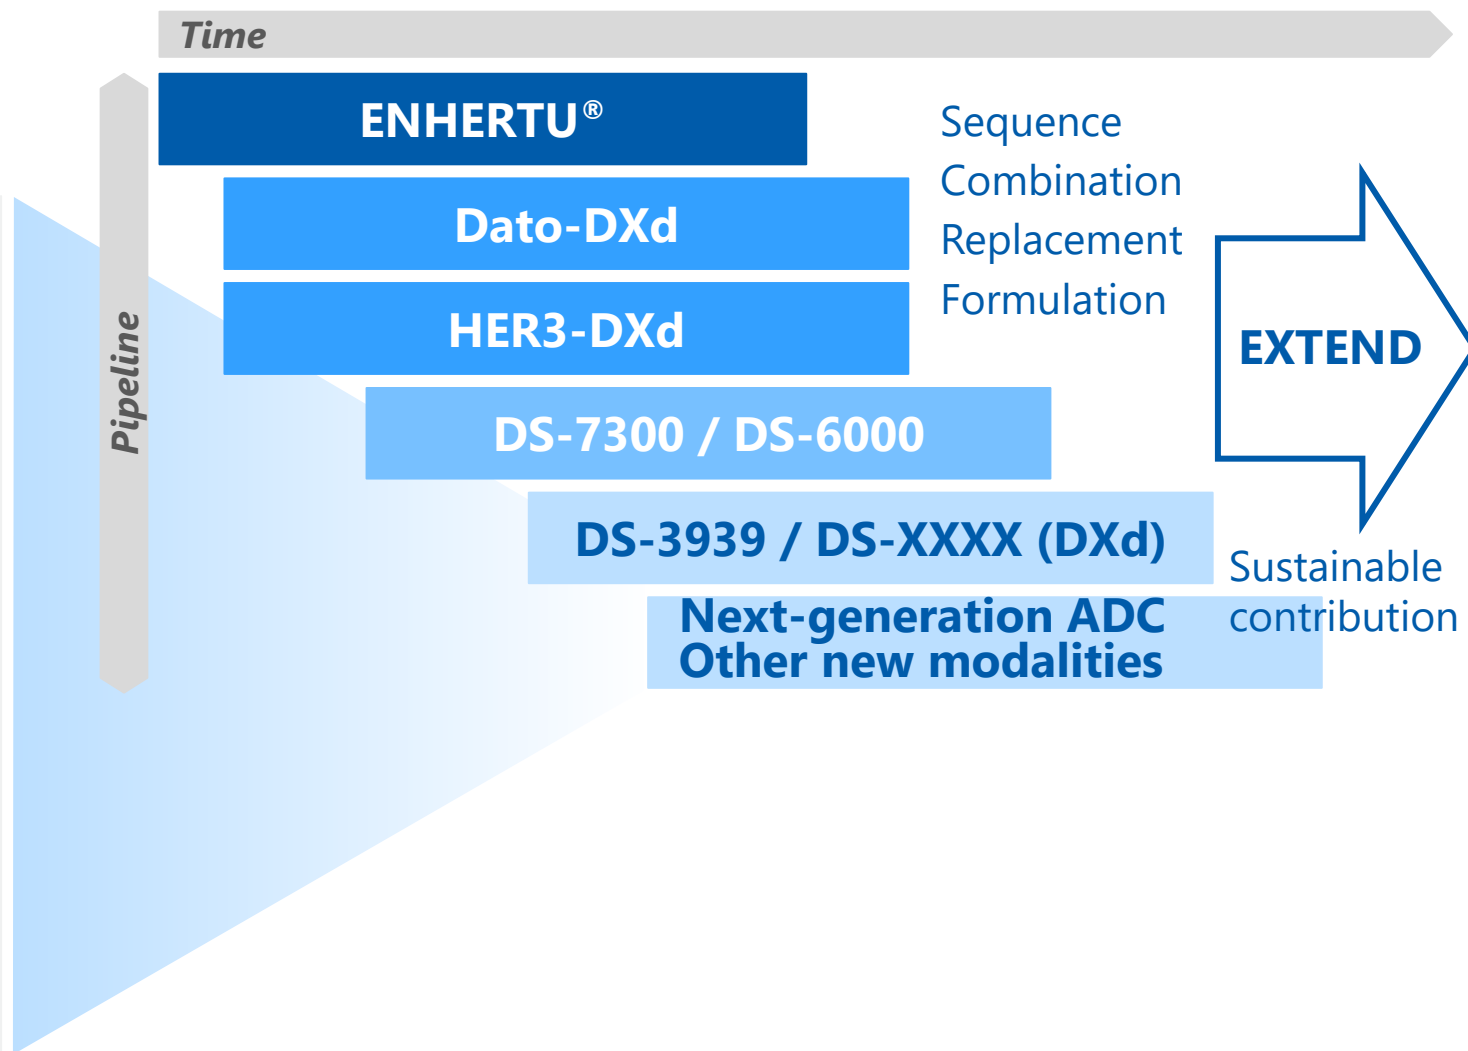 Time
Pipeline
ENHERTU®
Dato-DXd
HER3-DXd
DS-7300 / DS-6000
DS-3939 / DS-XXXX (DXd)
Next-generation ADC
Other new modalities
Sequence
Combination
Replacement
Formulation
EXTEND
Sustainable
contribution